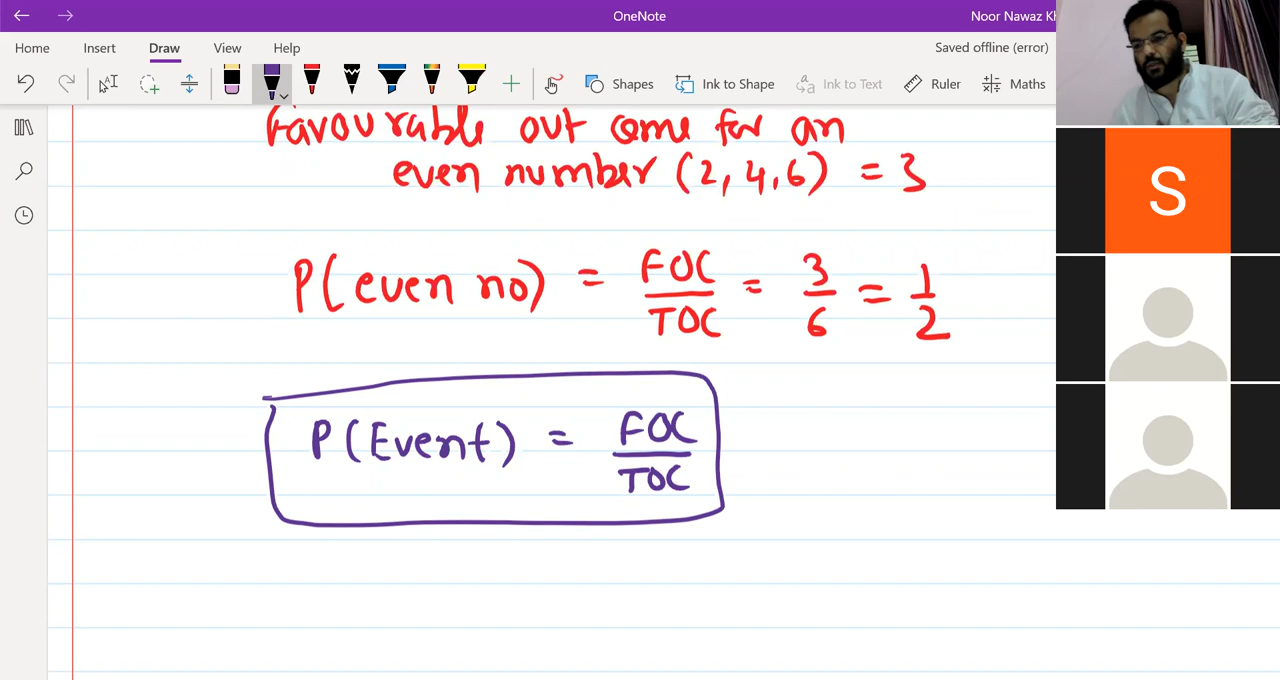 OneNote
Noor Nawaz Kh
Home Insert Draw View Help
Saved offline (error)
Shapes Ink to Shape Ink to Text Ruler Maths
Favourable out come for an
even number (2, 4, 6) = 3
P(even no) = FOC/TOC = 3/6 = 1/2
P(Event) = FOC/TOC
S